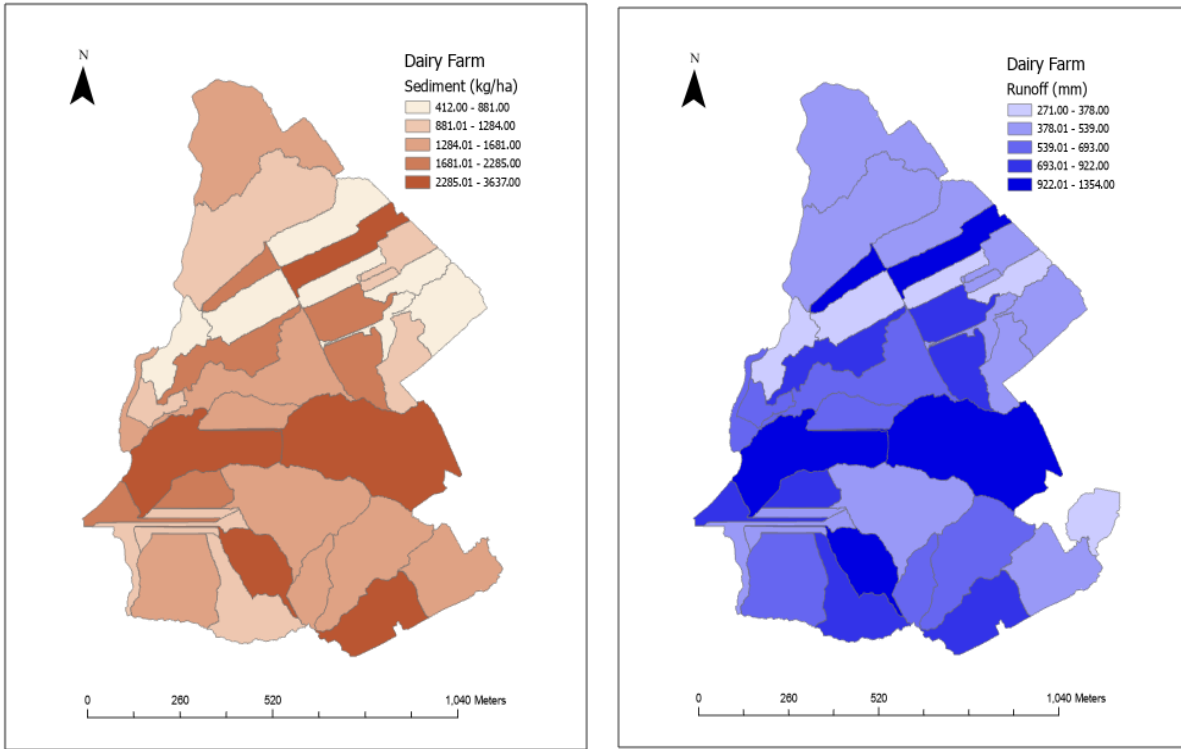 N
Dairy Farm
Sediment (kg/ha)
412.00 - 881.00
881.01 - 1284.00
1284.01 - 1681.00
1681.01 - 2285.00
2285.01 - 3637.00
0 260 520 1,040 Meters
N
Dairy Farm
Runoff (mm)
271.00 - 378.00
378.01 - 539.00
539.01 - 693.00
693.01 - 922.00
922.01 - 1354.00
0 260 520 1,040 Meters